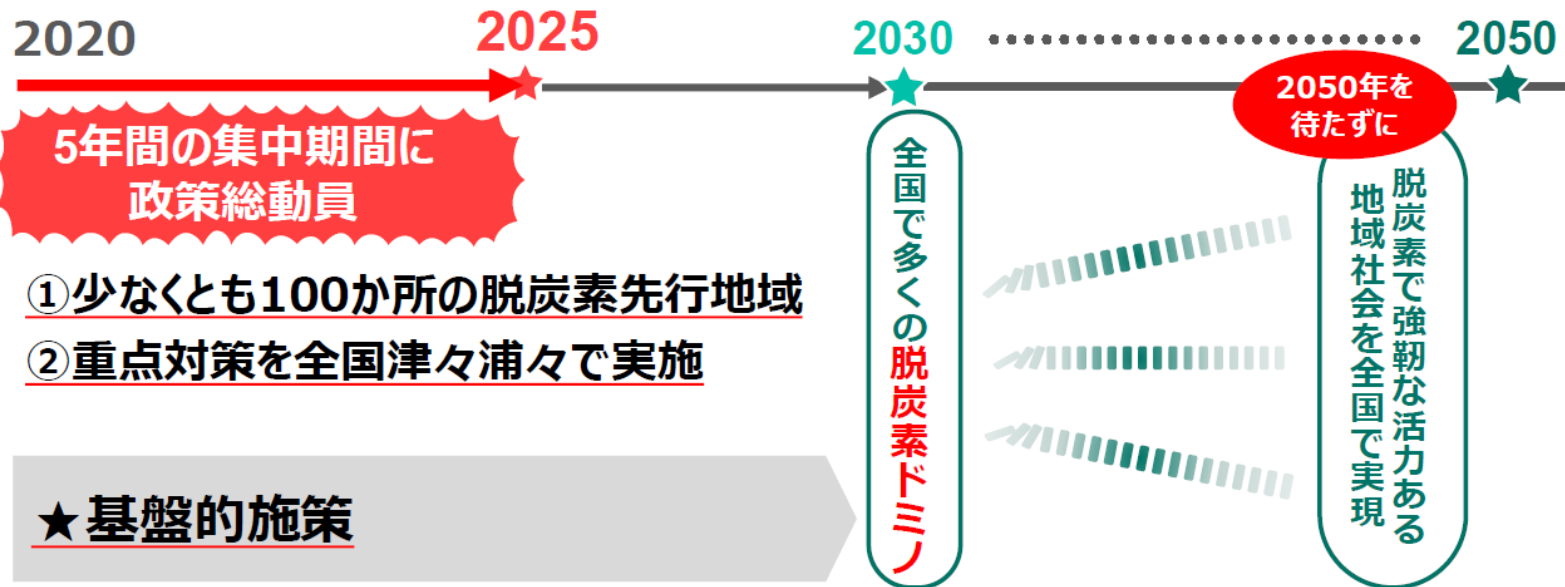 2020
2025
2030
2050
5年間の集中期間に
政策総動員
①少なくとも100か所の脱炭素先行地域
②重点対策を全国津々浦々で実施
★基盤的施策
全国で多くの脱炭素ドミノ
2050年を
待たずに
脱炭素で強靭な活力ある
地域社会を全国で実現